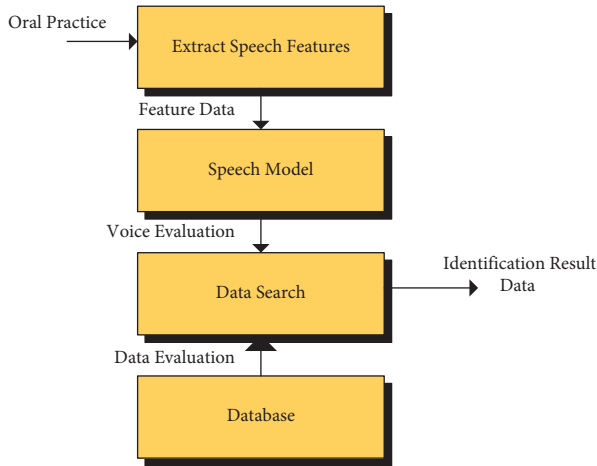 Oral Practice
Extract Speech Features
Feature Data
Speech Model
Voice Evaluation
Data Search
Identification Result
Data
Data Evaluation
Database